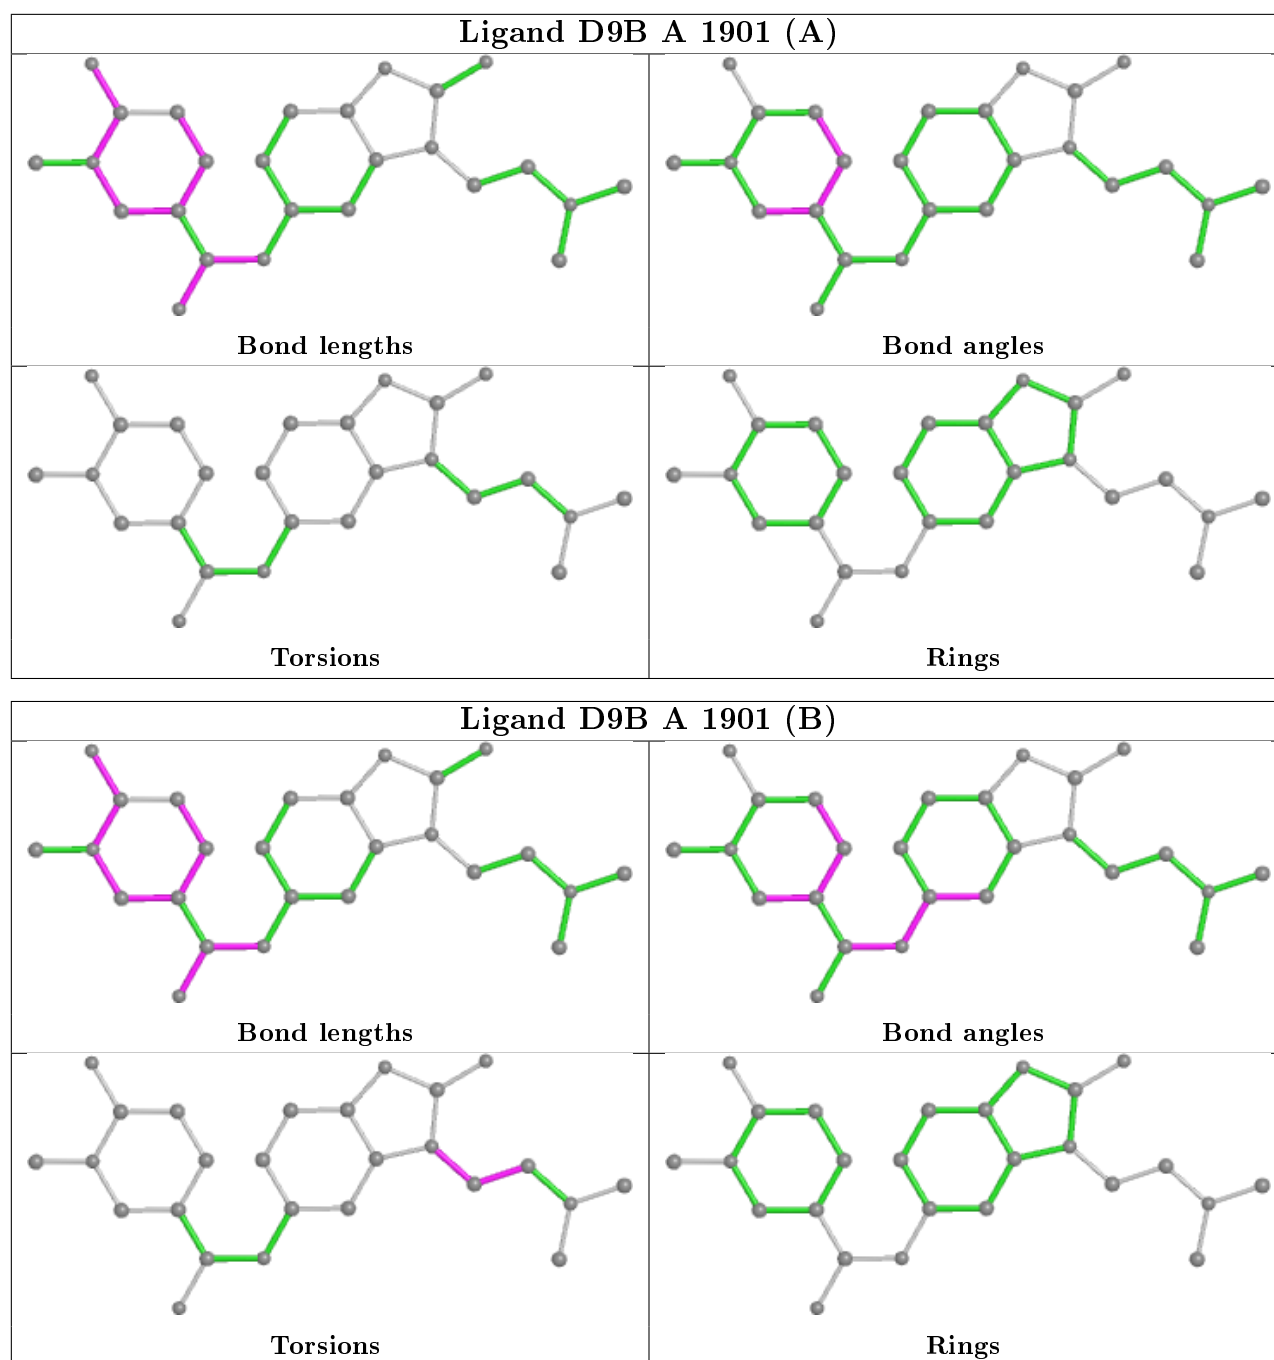 Ligand D9B A 1901 (A)
Bond lengths
Bond angles
Torsions
Rings
Ligand D9B A 1901 (B)
Bond lengths
Bond angles
Torsions
Rings